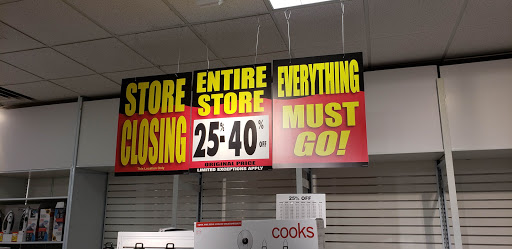 STORE
CLOSING
This Location Only
ENTIRE
STORE
25%-40% OFF
ORIGINAL PRICE
LIMITED EXCEPTIONS APPLY
EVERYTHING
MUST
GO!
25% OFF
cooks